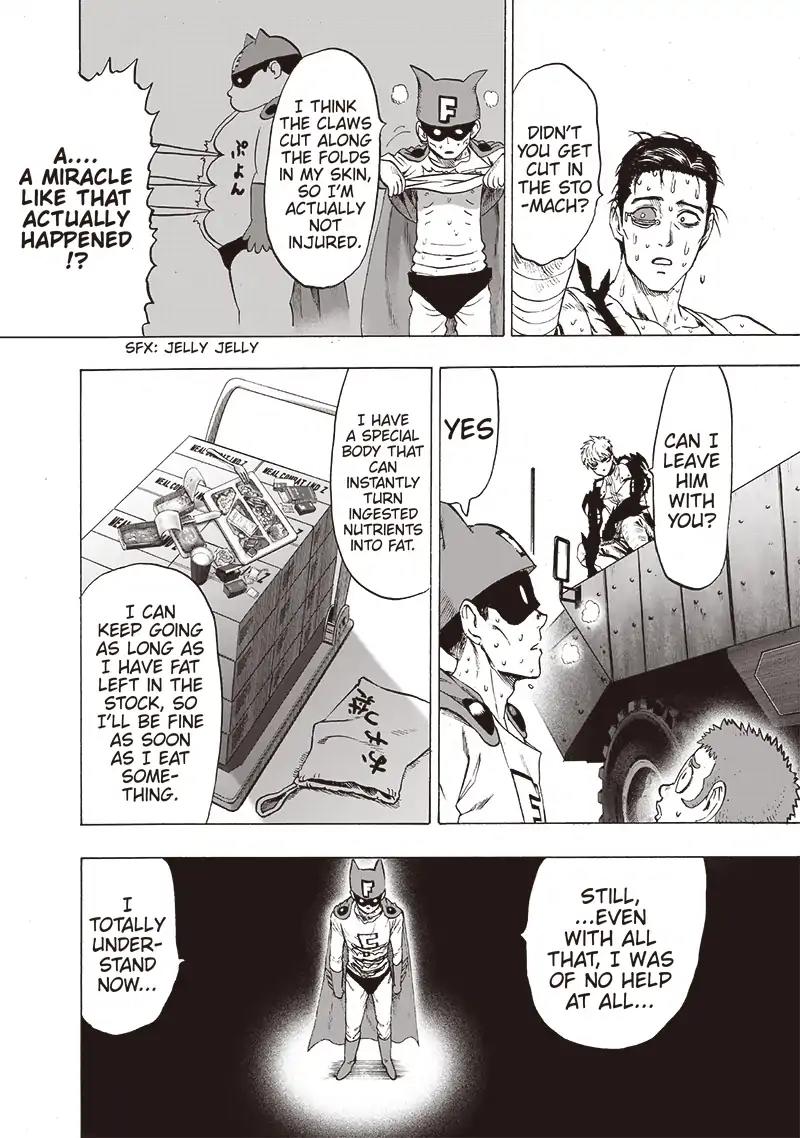 DIDN'T
YOU GET
CUT IN
THE STO
-MACH?
F
I THINK
THE CLAWS
CUT ALONG
THE FOLDS
IN MY SKIN,
SO I'M
ACTUALLY
NOT
INJURED.
ぷよん
A....
A MIRACLE
LIKE THAT
ACTUALLY
HAPPENED
!?
SFX: JELLY JELLY
CAN I
LEAVE
HIM
WITH
YOU?
YES
I HAVE
A SPECIAL
BODY THAT
CAN
INSTANTLY
TURN
INGESTED
NUTRIENTS
INTO FAT.
I CAN
KEEP GOING
AS LONG AS
I HAVE FAT
LEFT IN THE
STOCK, SO
I'LL BE FINE
AS SOON
AS I EAT
SOME-
THING.
STILL,
...EVEN
WITH ALL
THAT, I WAS
OF NO HELP
AT ALL...
F
I
TOTALLY
UNDER-
STAND
NOW...